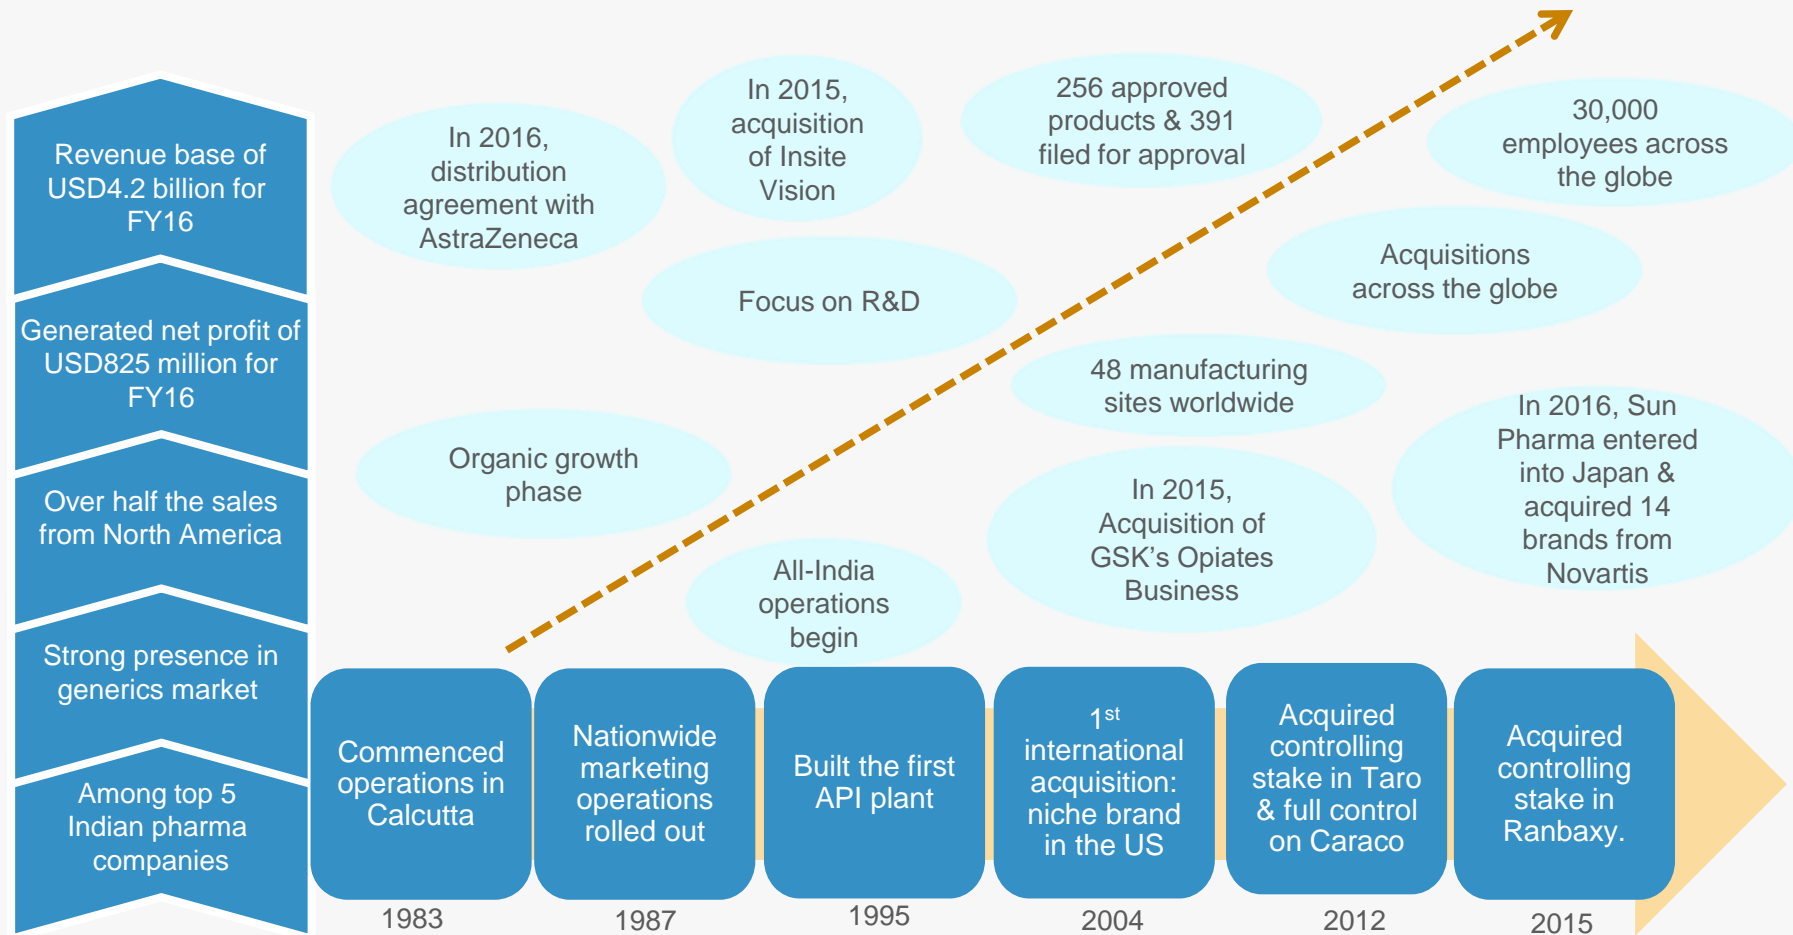 Revenue base of
USD4.2 billion for
FY16
Generated net profit of
USD825 million for
FY16
Over half the sales
from North America
Strong presence in
generics market
Among top 5
Indian pharma
companies
In 2016,
distribution
agreement with
AstraZeneca
In 2015,
acquisition
of Insite
Vision
256 approved
products & 391
filed for approval
30,000
employees across
the globe
Focus on R&D
Acquisitions
across the globe
Organic growth
phase
48 manufacturing
sites worldwide
In 2016, Sun
Pharma entered
into Japan &
acquired 14
brands from
Novartis
All-India
operations
begin
In 2015,
Acquisition of
GSK’s Opiates
Business
Commenced
operations in
Calcutta
Nationwide
marketing
operations
rolled out
Built the first
API plant
1st
international
acquisition:
niche brand
in the US
Acquired
controlling
stake in Taro
& full control
on Caraco
Acquired
controlling
stake in
Ranbaxy.
1983
1987
1995
2004
2012
2015